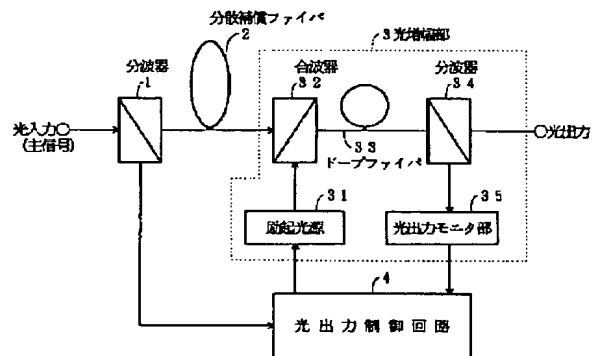 分散補償ファイバ
2
3光増幅部
分波器
1
合波器
32
分波器
34
光入力
(主信号)
光出力
33
ドープファイバ
31
35
励起光源
光出力モニタ部
4
光出力制御回路